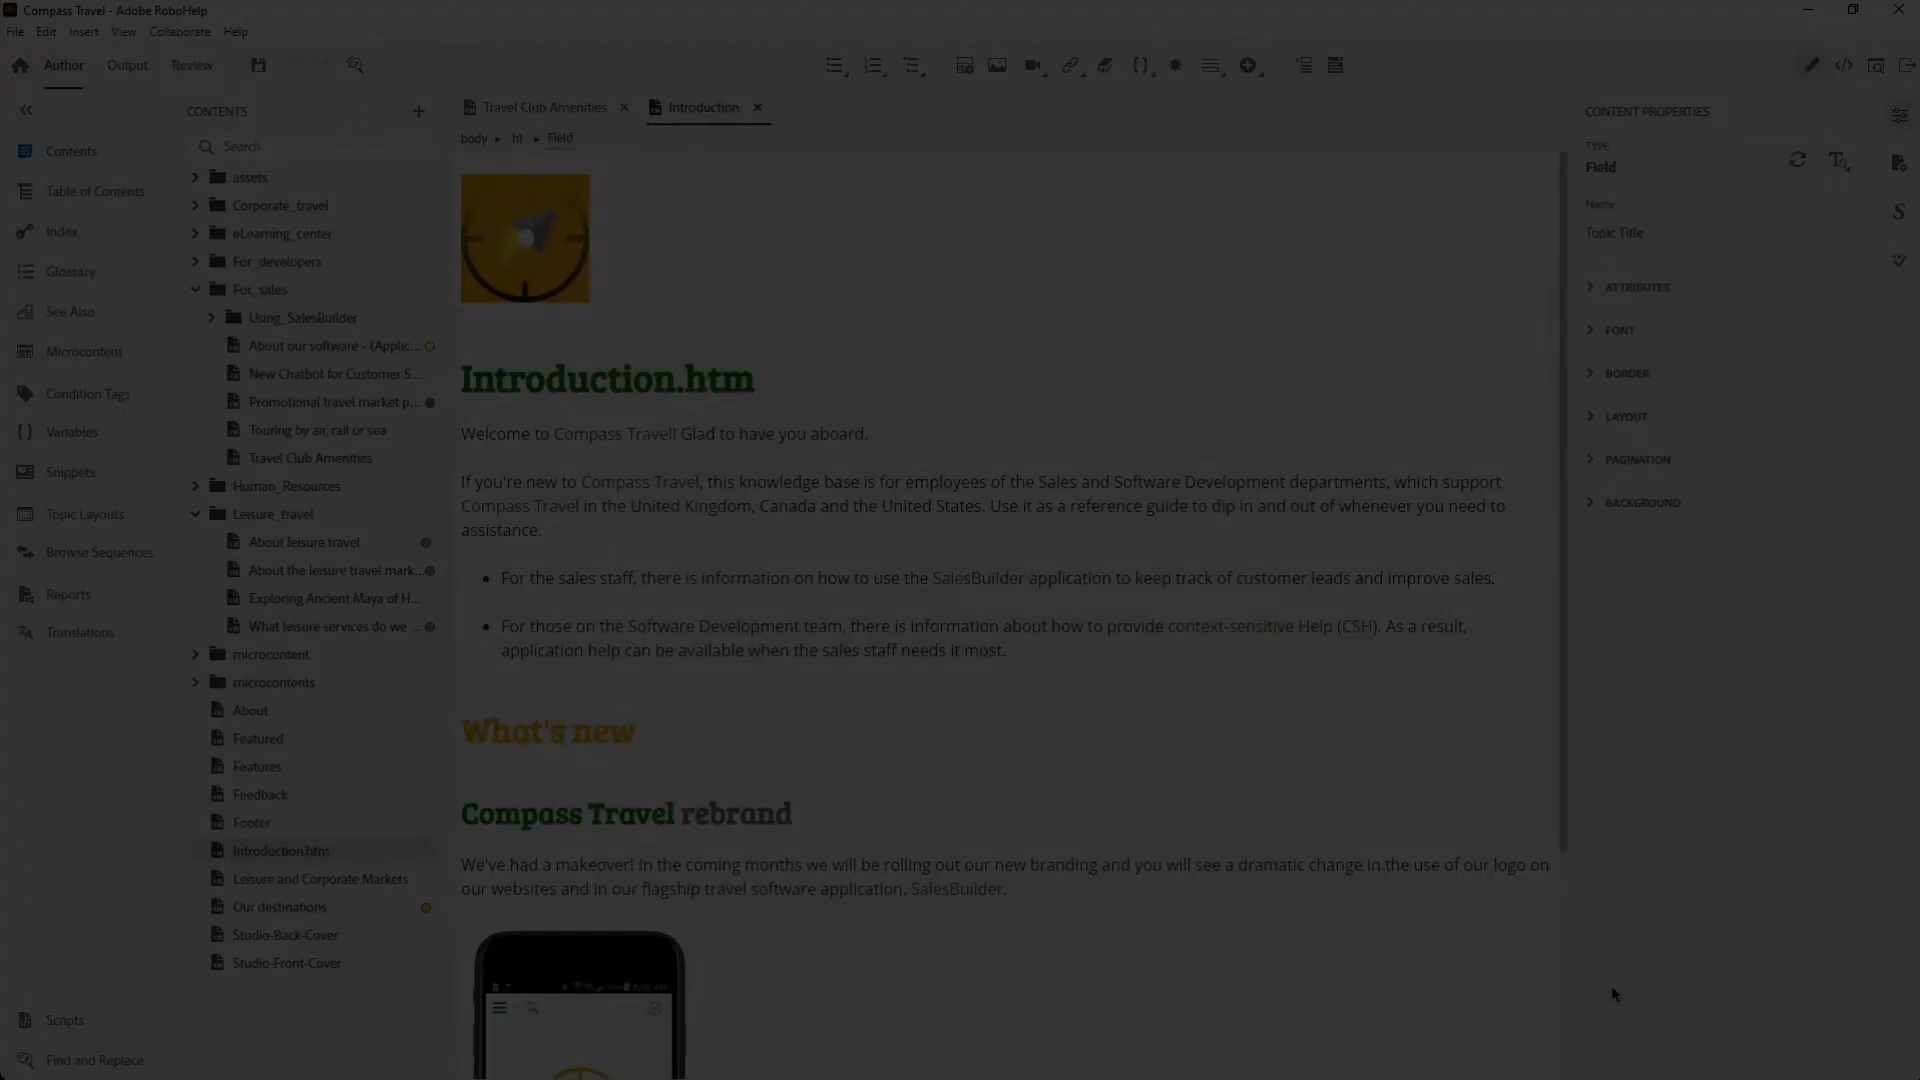 Compass Travel - Adobe RoboHelp
File Edit Insert View Collaborate Help
Author Output Review
CONTENTS
Search
Contents
Table of Contents
Index
Glossary
See Also
Microcontent
Condition Tags
Variables
Snippets
Topic Layouts
Browse Sequences
Reports
Translations
Scripts
Find and Replace
assets
Corporate_travel
eLearning_center
For_developers
For_sales
Using_SalesBuilder
About our software - (Applic...
New Chatbot for Customer S...
Promotional travel market p...
Touring by air, rail or sea
Travel Club Amenities
Human_Resources
Leisure_travel
About leisure travel
About the leisure travel mark...
Exploring Ancient Maya of H...
What leisure services do we ...
microcontent
microcontents
About
Featured
Features
Feedback
Footer
Introduction.htm
Leisure and Corporate Markets
Our destinations
Studio-Back-Cover
Studio-Front-Cover
Travel Club Amenities Introduction
body h1 Field
Introduction.htm
Welcome to Compass Travel! Glad to have you aboard.
If you're new to Compass Travel, this knowledge base is for employees of the Sales and Software Development departments, which support
Compass Travel in the United Kingdom, Canada and the United States. Use it as a reference guide to dip in and out of whenever you need to
assistance.
• For the sales staff, there is information on how to use the SalesBuilder application to keep track of customer leads and improve sales.
• For those on the Software Development team, there is information about how to provide context-sensitive Help (CSH). As a result,
application help can be available when the sales staff needs it most.
What's new
Compass Travel rebrand
We've had a makeover! In the coming months we will be rolling out our new branding and you will see a dramatic change in the use of our logo on
our websites and in our flagship travel software application, SalesBuilder.
CONTENT PROPERTIES
TYPE
Field
Name
Topic Title
ATTRIBUTES
FONT
BORDER
LAYOUT
PAGINATION
BACKGROUND